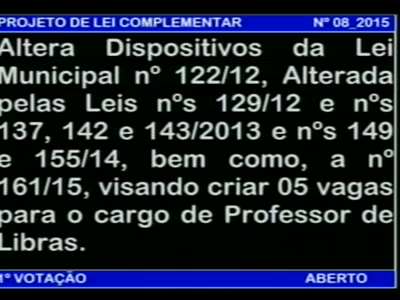 PROJETO DE LEI COMPLEMENTAR Nº 08_2015
Altera Dispositivos da Lei
Municipal nº 122/12, Alterada
pelas Leis nºs 129/12 e nºs
137, 142 e 143/2013 e nºs 149
e 155/14, bem como, a nº
161/15, visando criar 05 vagas
para o cargo de Professor de
Libras.
1º VOTAÇÃO ABERTO